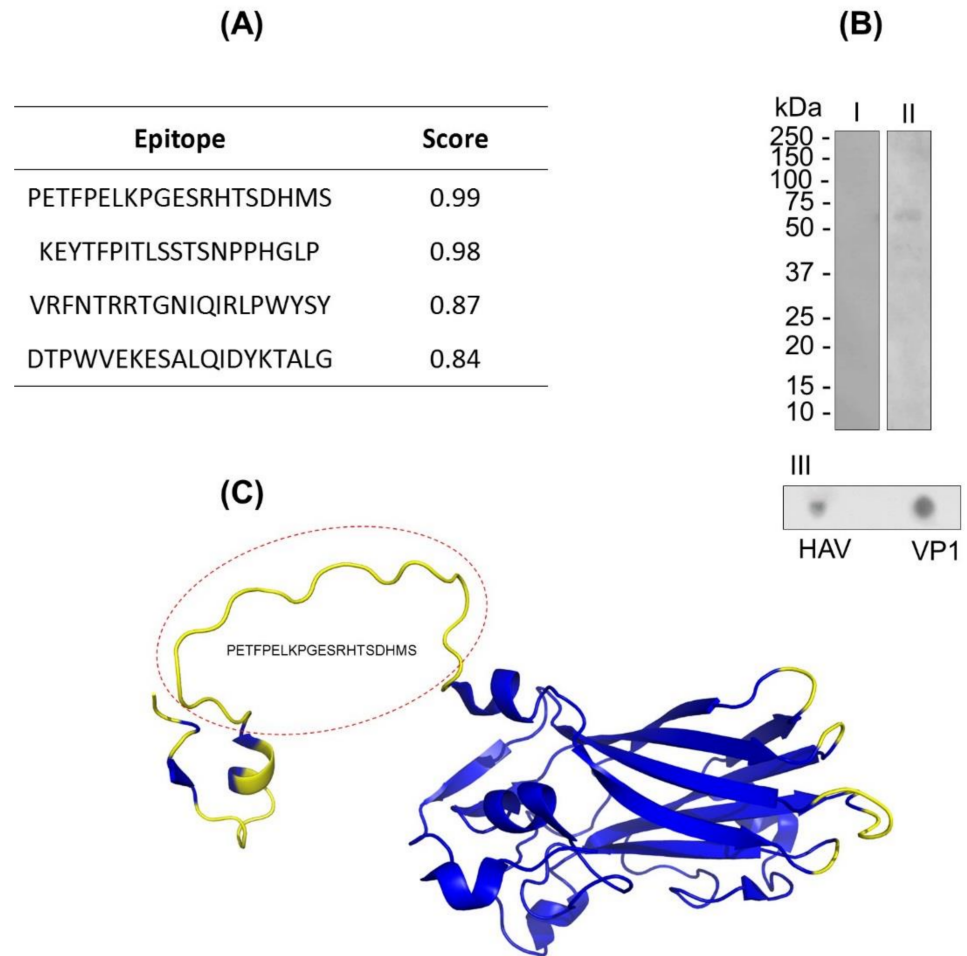 (A)
Epitope Score
PETFPELKPGESRHTSDHMS 0.99
KEYTFPITLSSTSNPPHGLP 0.98
VRFNTRRTGNIQIRLPWYSY 0.87
DTPWVEKESALQIDYKTALG 0.84
(B)
kDa I II
250 -
150 -
100 -
75 -
50 -
37 -
25 -
20 -
15 -
10 -
III
HAV VP1
(C)
PETFPELKPGESRHTSDHMS